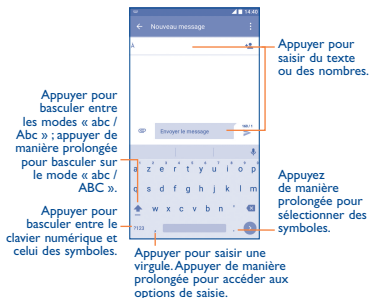 14:40
Nouveau message
À
Appuyer pour
saisir du texte
ou des nombres.
Appuyer pour
basculer entre
les modes « abc /
Abc » ; appuyer de
manière prolongée
pour basculer sur
le mode « abc /
ABC ».
Envoyer le message
160/1
a z e r t y u i o p
q s d f g h j k l m
w x c v b n '
?123 , .
Appuyez
de manière
prolongée pour
sélectionner des
symboles.
Appuyer pour
basculer entre le
clavier numérique et
celui des symboles.
Appuyer pour saisir une
virgule. Appuyer de manière
prolongée pour accéder aux
options de saisie.